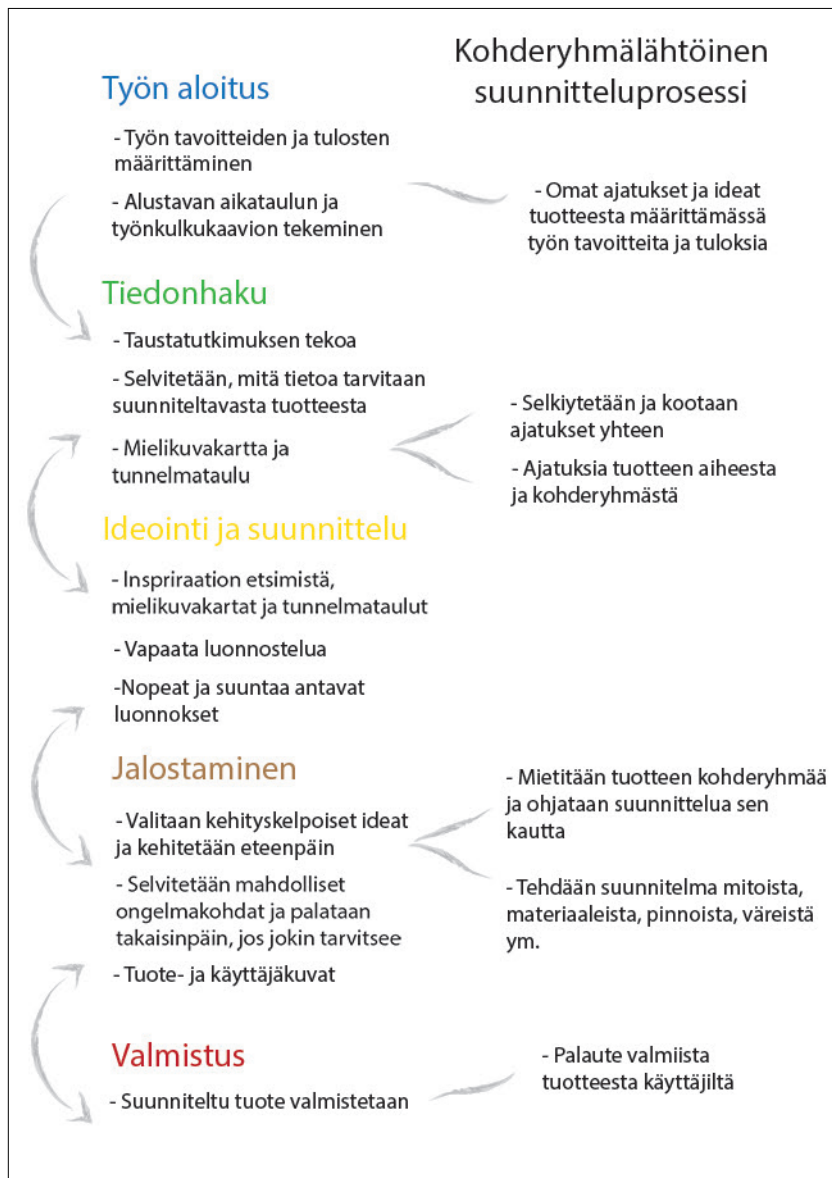 Kohderyhmälähtöinen
suunnitteluprosessi
Työn aloitus
- Työn tavoitteiden ja tulosten
määrittäminen
- Alustavan aikataulun ja
työnkulkukaavion tekeminen
- Omat ajatukset ja ideat
tuotteesta määrittämässä
työn tavoitteita ja tuloksia
Tiedonhaku
- Taustatutkimuksen tekoa
- Selvitetään, mitä tietoa tarvitaan
suunniteltavasta tuotteesta
- Mielikuvakartta ja
tunnelmataulu
- Selkiytetään ja kootaan
ajatukset yhteen
- Ajatuksia tuotteen aiheesta
ja kohderyhmästä
Ideointi ja suunnittelu
- Inspriraation etsimistä,
mielikuvakartat ja tunnelmataulut
- Vapaata luonnostelua
-Nopeat ja suuntaa antavat
luonnokset
Jalostaminen
- Valitaan kehityskelpoiset ideat
ja kehitetään eteenpäin
- Selvitetään mahdolliset
ongelmakohdat ja palataan
takaisinpäin, jos jokin tarvitsee
- Tuote- ja käyttäjäkuvat
- Mietitään tuotteen kohderyhmää
ja ohjataan suunnittelua sen
kautta
- Tehdään suunnitelma mitoista,
materiaaleista, pinnoista, väreistä
ym.
Valmistus
- Suunniteltu tuote valmistetaan
- Palaute valmiista
tuotteesta käyttäjiltä